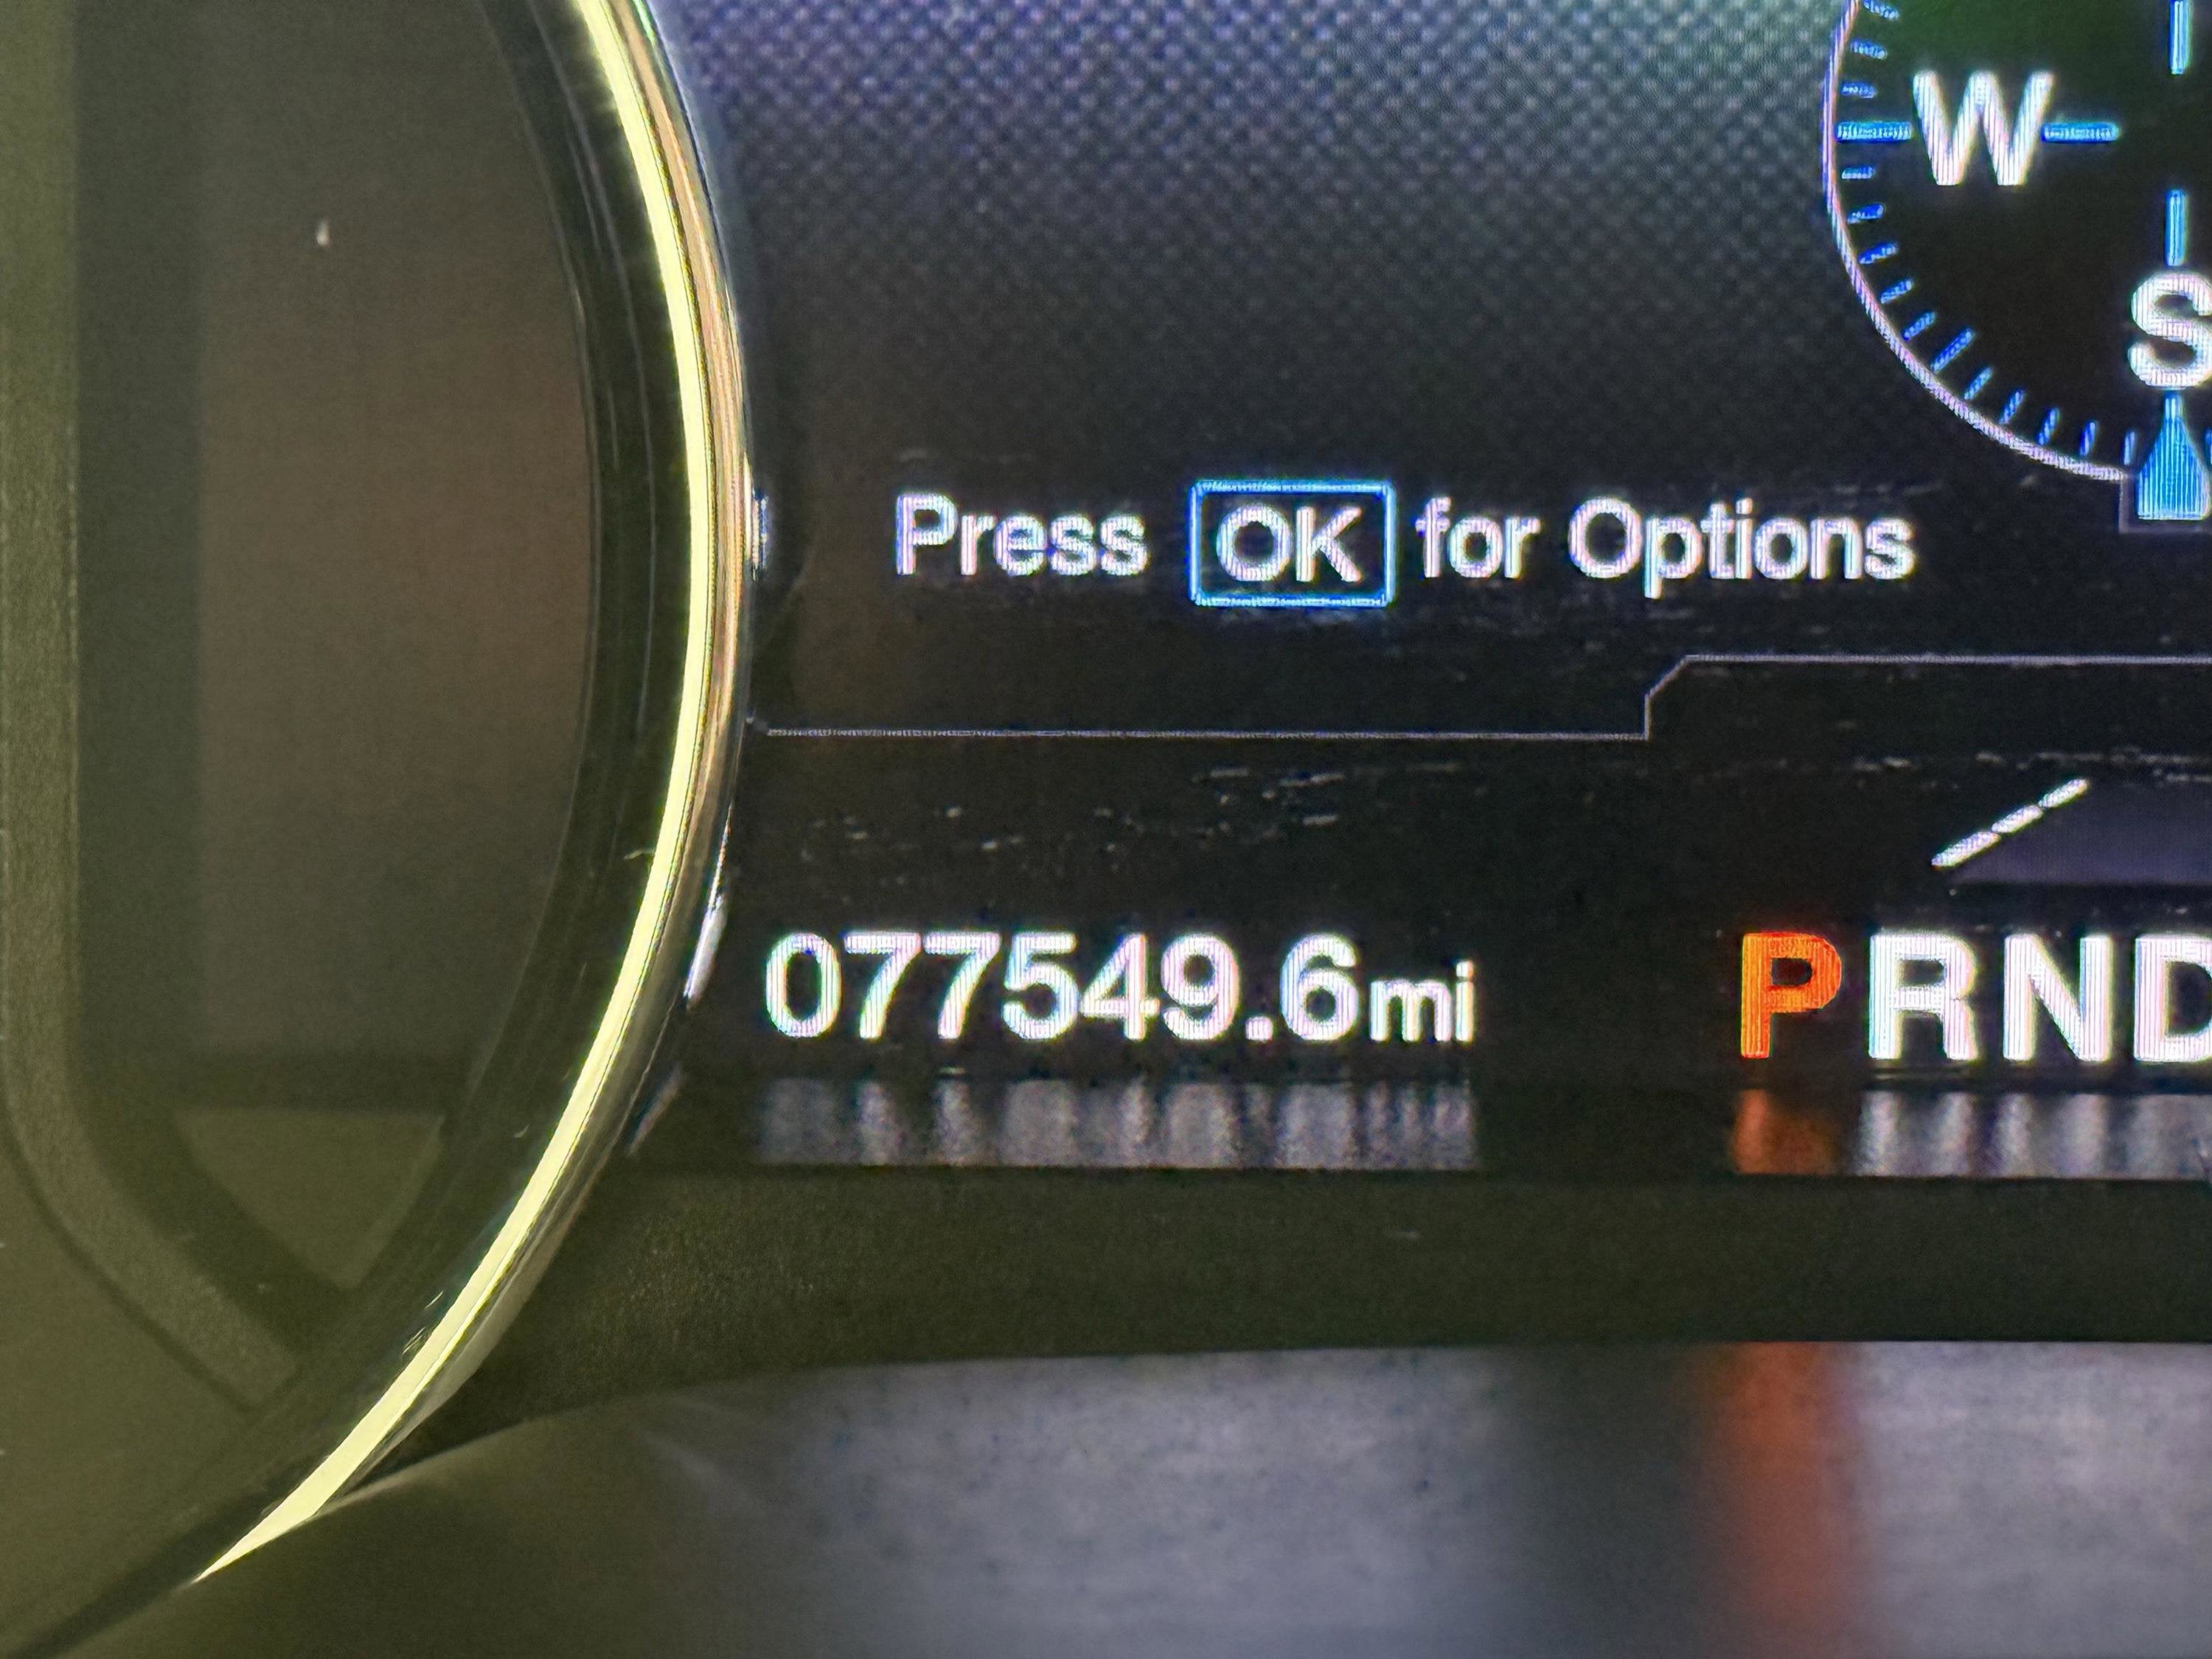 W
S
Press OK for Options
077549.6mi
PRND